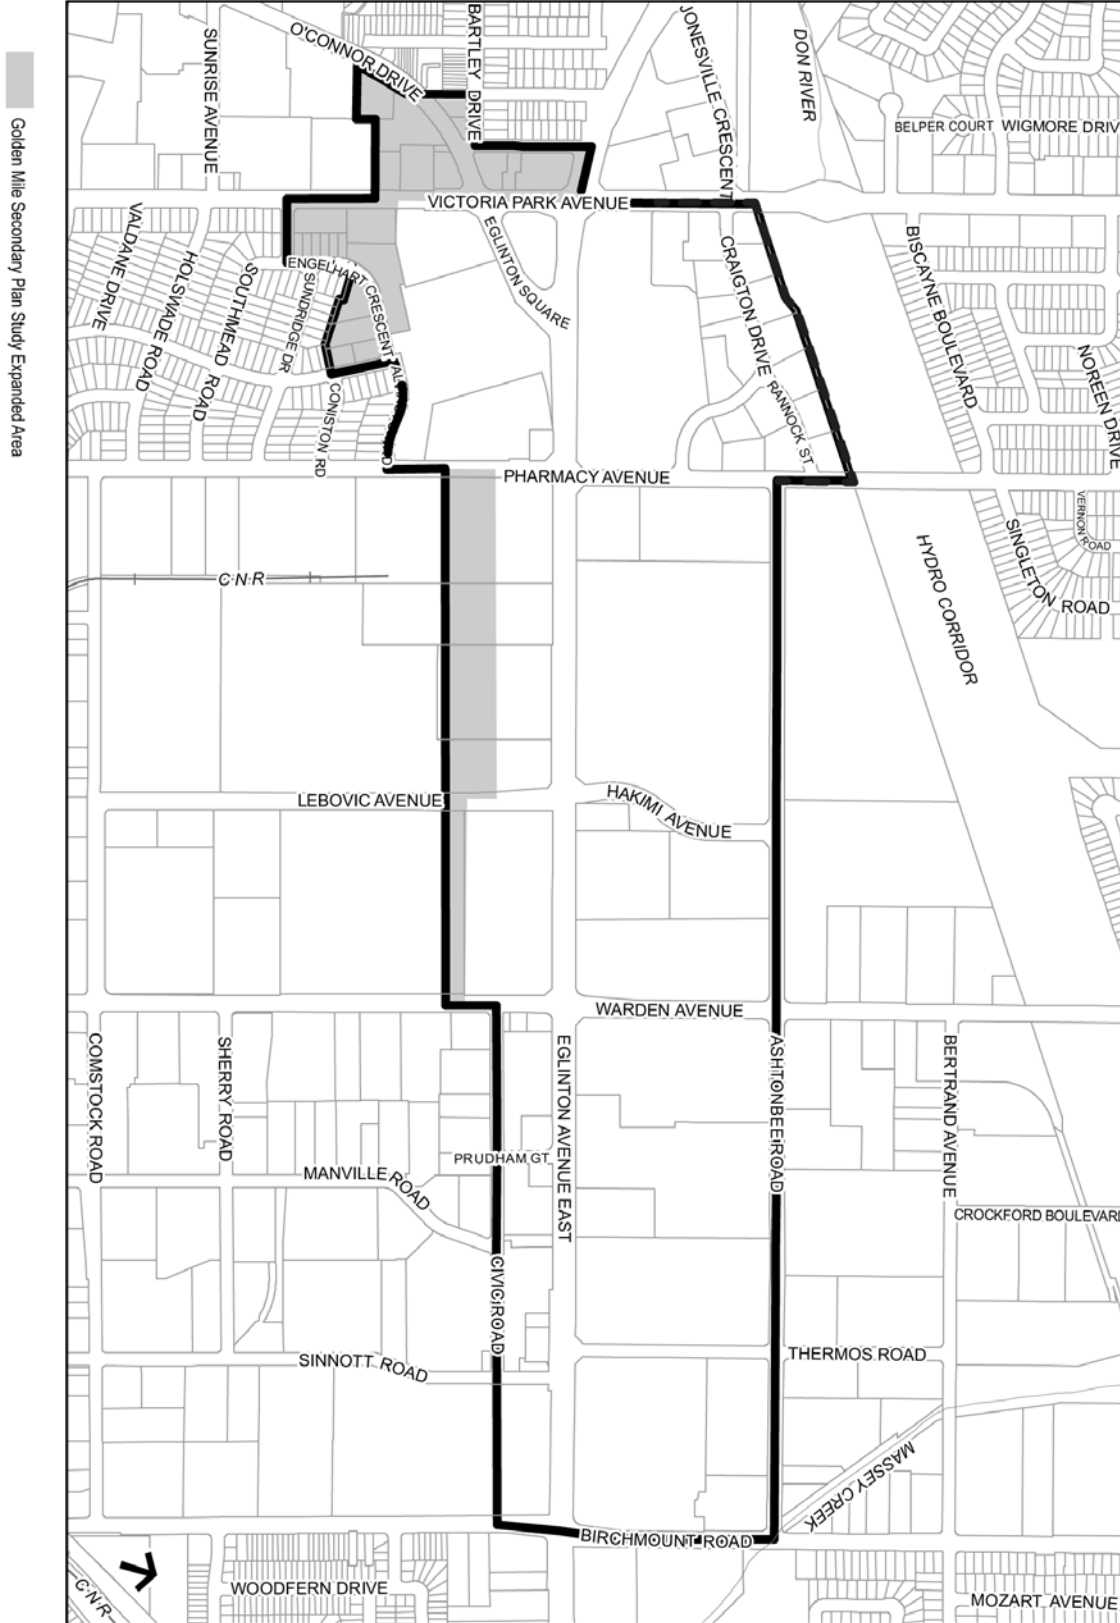 Golden Mile Secondary Plan Study Expanded Area
SUNRISE AVENUE
O'CONNOR DRIVE
BARTLEY DRIVE
JONESVILLE CRESCENT
DON RIVER
BELPER COURT
WIGMORE DRIV
VICTORIA PARK AVENUE
VALDANE DRIVE
HOLSWADE ROAD
SOUTHMEAD ROAD
SUNDRIDGE DR
ENGELHART CRESCENT
EGLINTON SQUARE
CRAIGTON DRIVE
BISCAYNE BOULEVARD
NOREEN DRIVE
RANNOCK ST
CONISTON RD
PHARMACY AVENUE
VERNON ROAD
SINGLETON ROAD
C·N·R
HYDRO CORRIDOR
LEBOVIC AVENUE
HAKIMI AVENUE
WARDEN AVENUE
COMSTOCK ROAD
SHERRY ROAD
EGLINTON AVENUE EAST
ASHTONBEE ROAD
BERTRAND AVENUE
PRUDHAM GT
MANVILLE ROAD
CROCKFORD BOULEVARD
CIVIC ROAD
SINNOTT ROAD
THERMOS ROAD
MASSEY CREEK
BIRCHMOUNT ROAD
C·N·R
WOODFERN DRIVE
MOZART AVENUE